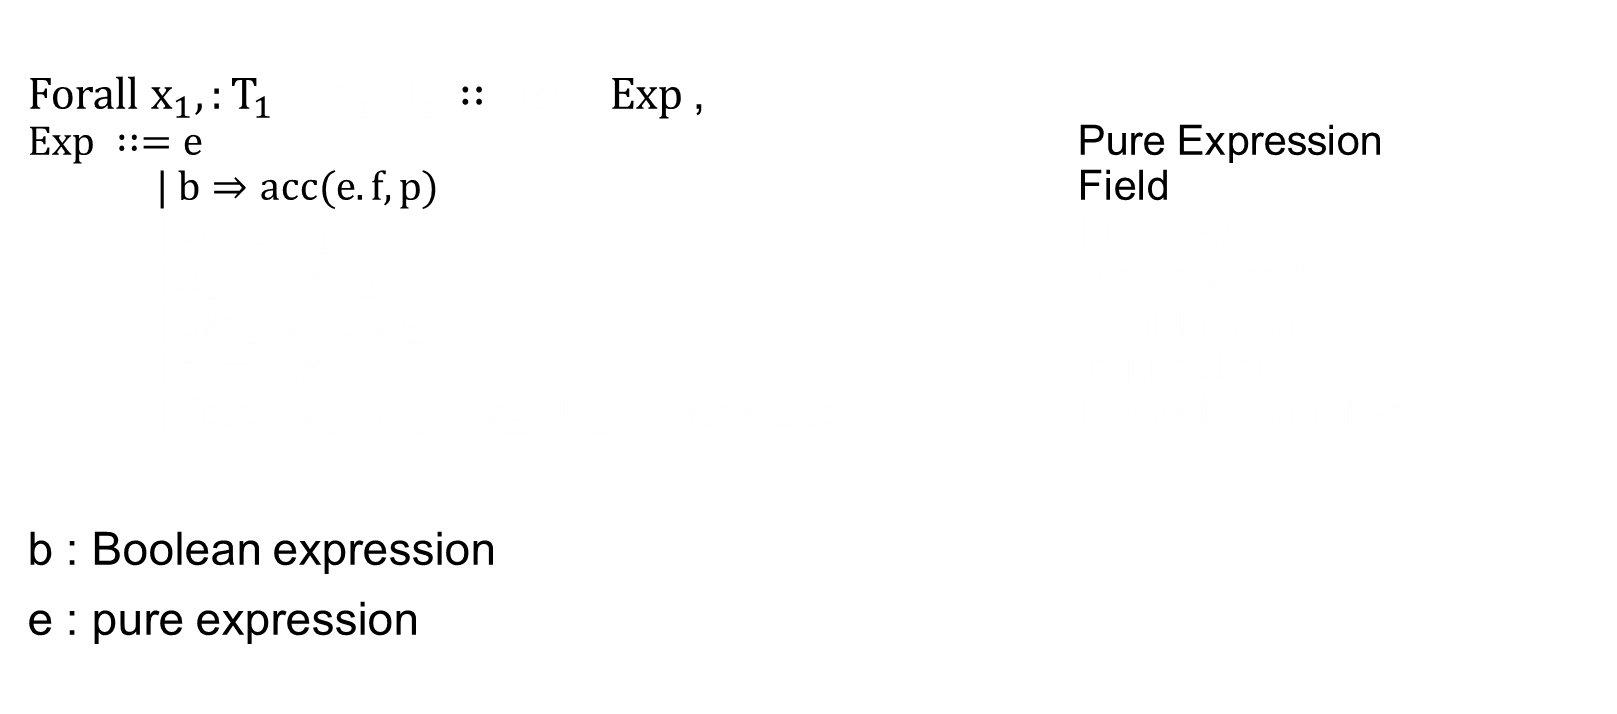 Forall x₁,: T₁ :: Exp ,
Exp ::= e Pure Expression
| b ⇒ acc(e.f, p) Field
b : Boolean expression
e : pure expression